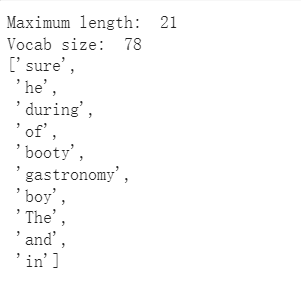 Maximum length:  21
Vocab size:  78
['sure',
 'he',
 'during',
 'of',
 'booty',
 'gastronomy',
 'boy',
 'The',
 'and',
 'in']